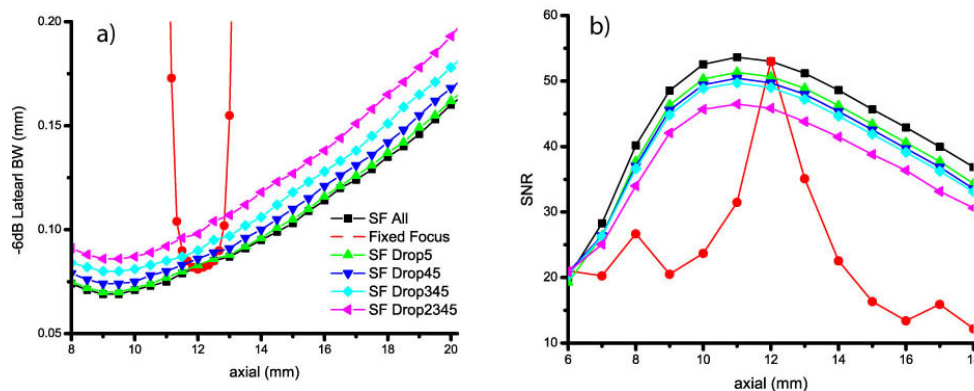 a)
-6dB Latearl BW (mm)
0.20
0.15
0.10
0.05
8 10 12 14 16 18 20
axial (mm)
SF All
Fixed Focus
SF Drop5
SF Drop45
SF Drop345
SF Drop2345
b)
SNR
60
50
40
30
20
10
6 8 10 12 14 16
axial (mm)